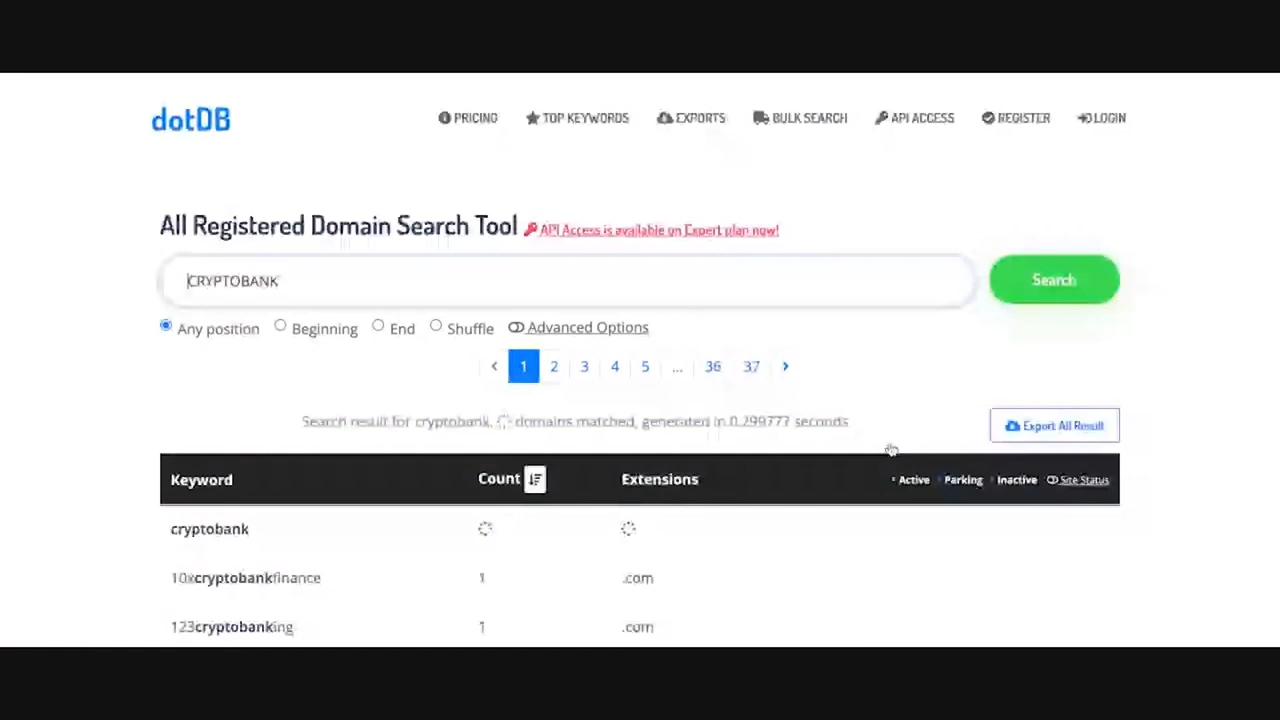 dotDB
PRICING TOP KEYWORDS EXPORTS BULK SEARCH API ACCESS REGISTER LOGIN
All Registered Domain Search Tool API Access is available on Expert plan now!
CRYPTOBANK Search
Any position Beginning End Shuffle Advanced Options
< 1 2 3 4 5 ... 36 37 >
Search result for cryptobank. domains matched, generated in 0.299777 seconds Export All Result
Keyword Count Extensions Active Parking Inactive Site Status
cryptobank
10xcryptobankfinance 1 .com
123cryptobanking 1 .com